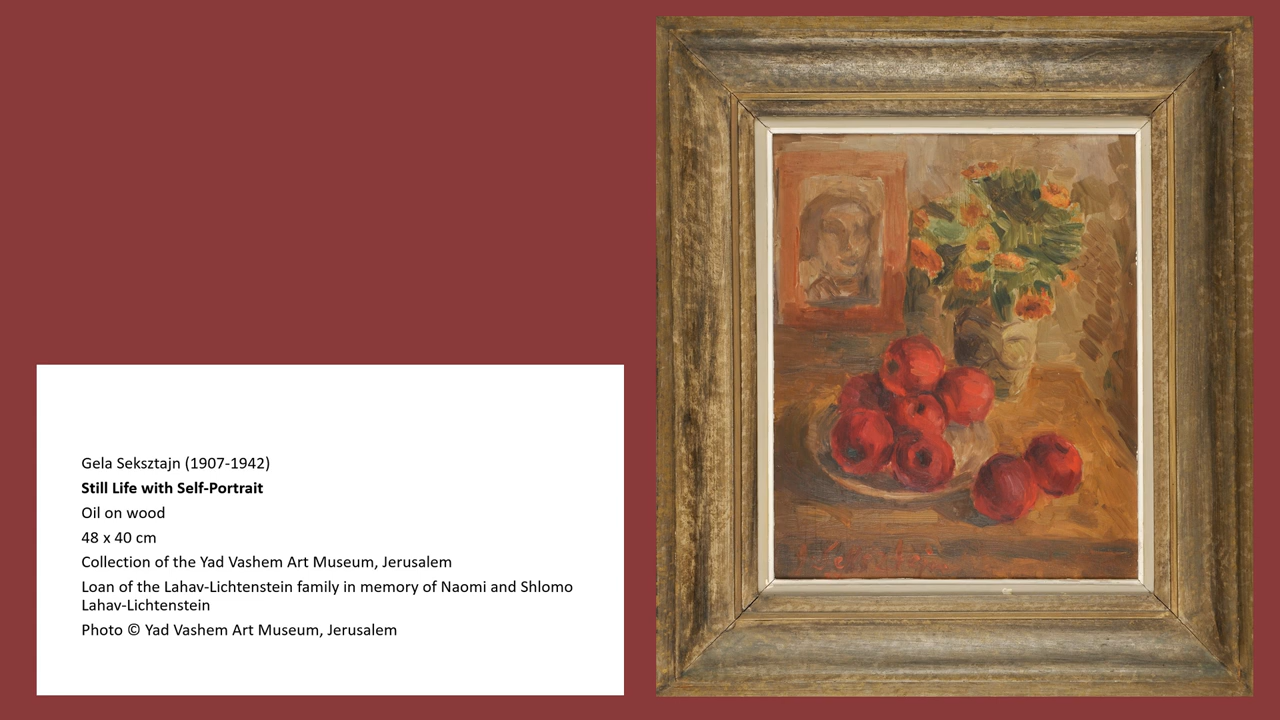 Gela Seksztajn (1907-1942)
Still Life with Self-Portrait
Oil on wood
48 x 40 cm
Collection of the Yad Vashem Art Museum, Jerusalem
Loan of the Lahav-Lichtenstein family in memory of Naomi and Shlomo
Lahav-Lichtenstein
Photo © Yad Vashem Art Museum, Jerusalem